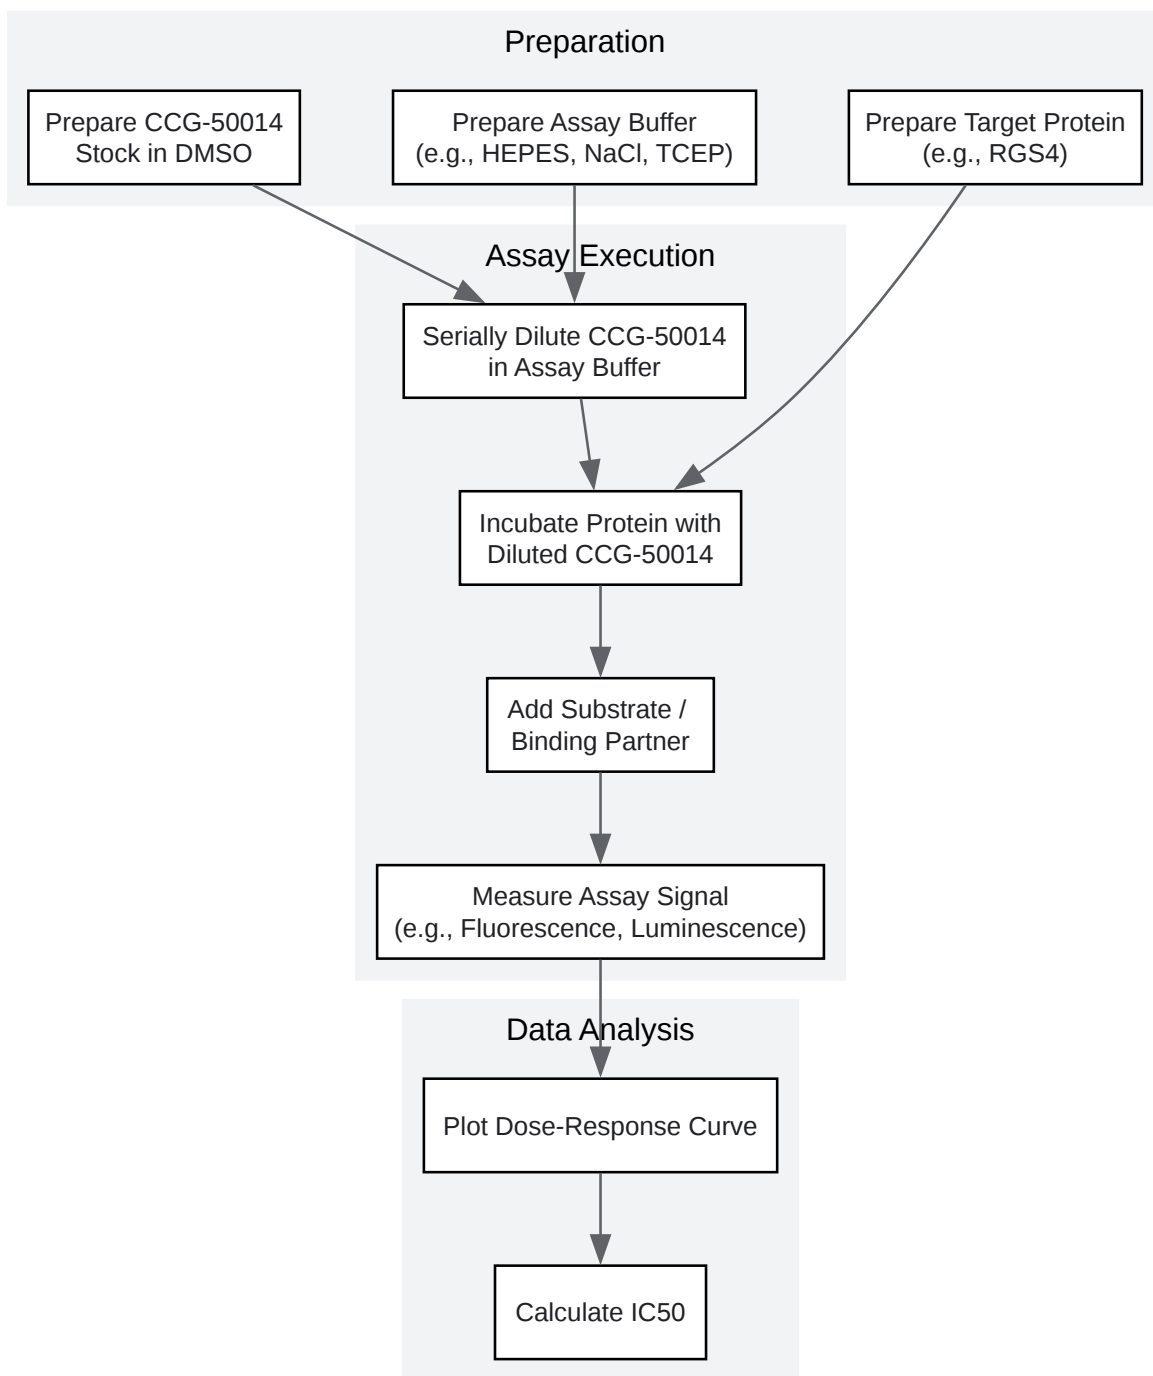 Preparation
Prepare CCG-50014
Stock in DMSO
Prepare Assay Buffer
(e.g., HEPES, NaCl, TCEP)
Prepare Target Protein
(e.g., RGS4)
Assay Execution
Serially Dilute CCG-50014
in Assay Buffer
Incubate Protein with
Diluted CCG-50014
Add Substrate /
Binding Partner
Measure Assay Signal
(e.g., Fluorescence, Luminescence)
Data Analysis
Plot Dose-Response Curve
Calculate IC50